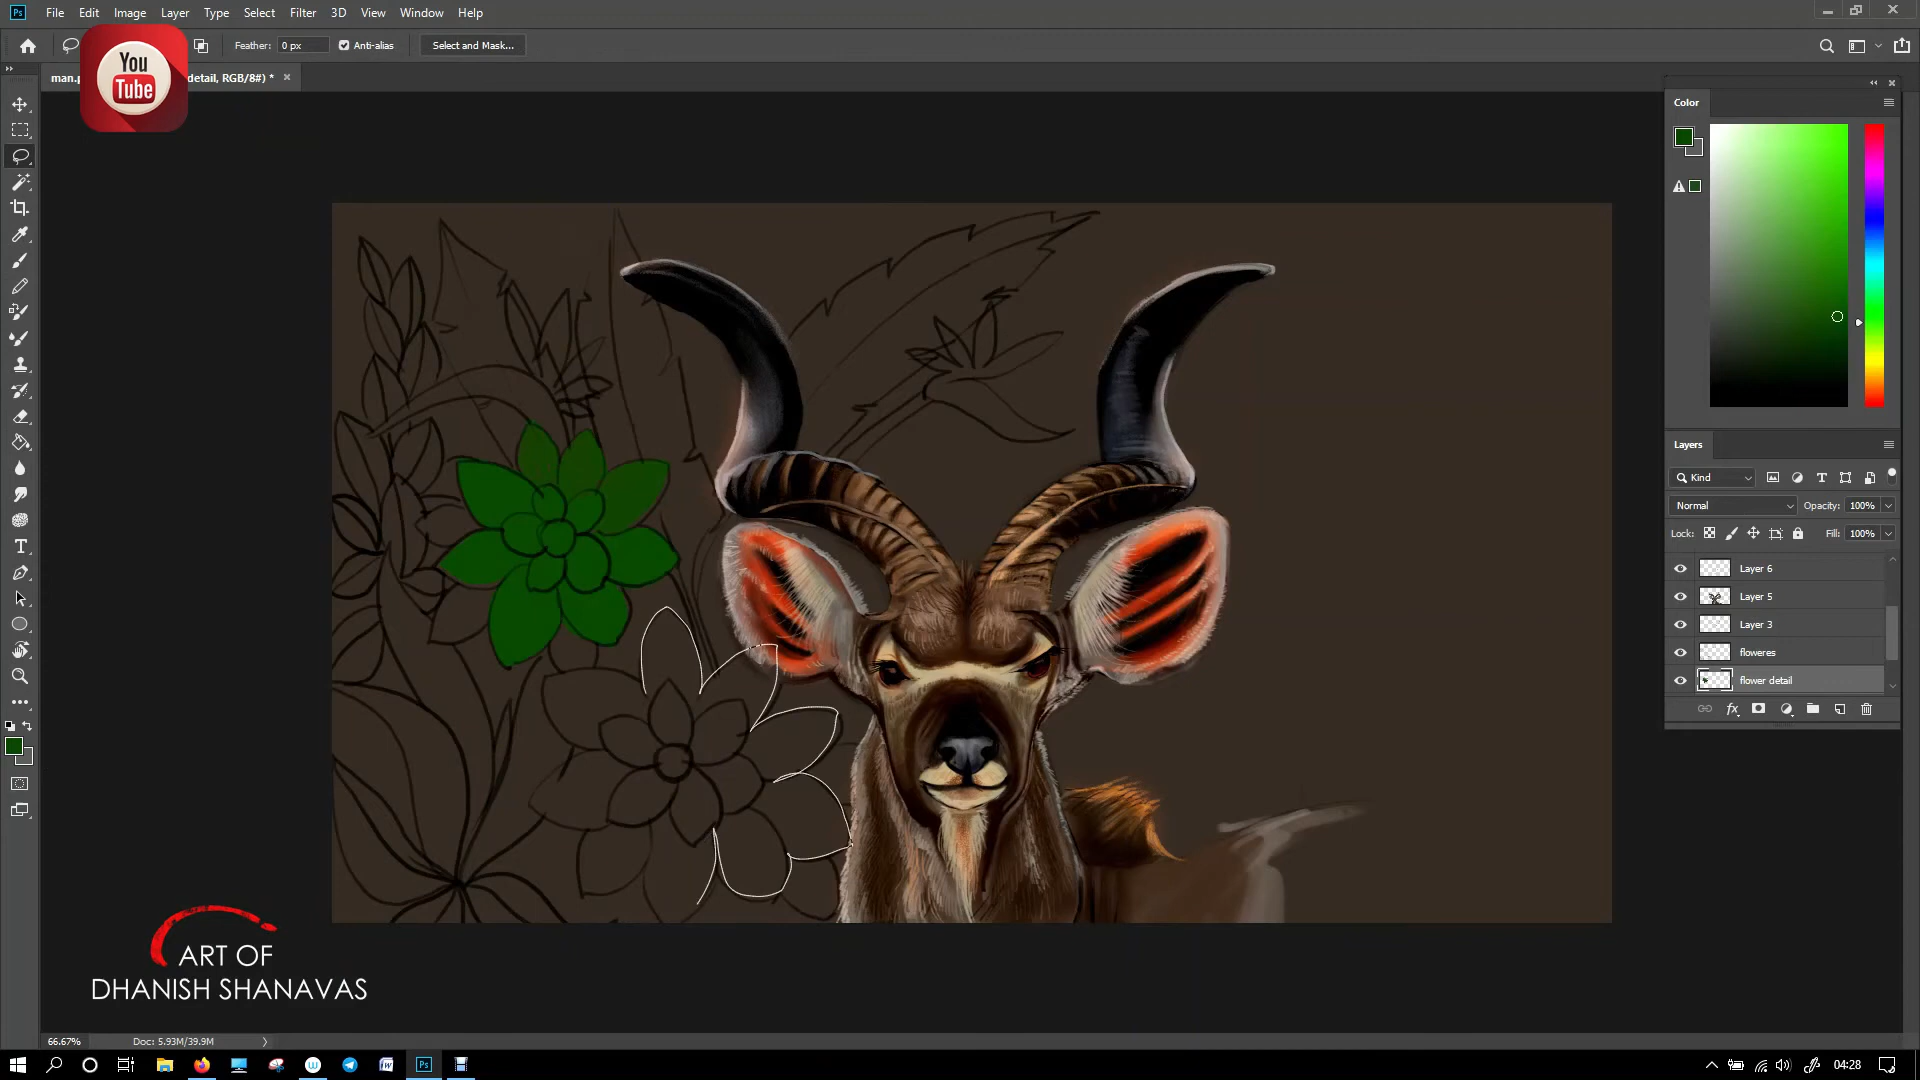 File Edit Image Layer Type Select Filter 3D View Window Help
Feather: 0 px Anti-alias Select and Mask...
You
Tube
detail, RGB/8#) *
Color
Layers
Kind
Normal Opacity: 100%
Lock: Fill: 100%
Layer 6
Layer 5
Layer 3
floweres
flower detail
fx
ART OF
DHANISH SHANAVAS
66.67% Doc: 5.93M/39.9M
04:28